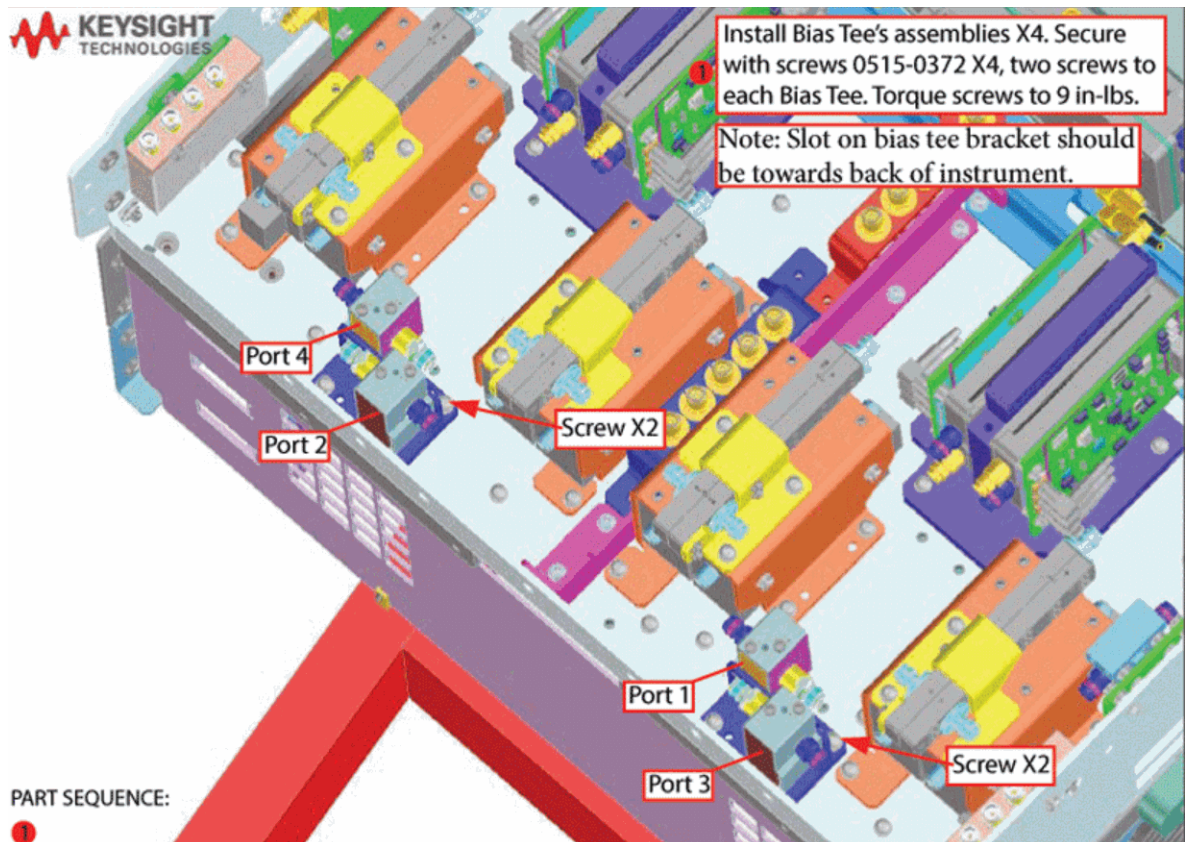 KEYSIGHT
TECHNOLOGIES
Install Bias Tee's assemblies X4. Secure
1 with screws 0515-0372 X4, two screws to
each Bias Tee. Torque screws to 9 in-lbs.
Note: Slot on bias tee bracket should
be towards back of instrument.
Port 4
Port 2
Screw X2
Port 1
Port 3
Screw X2
PART SEQUENCE:
1